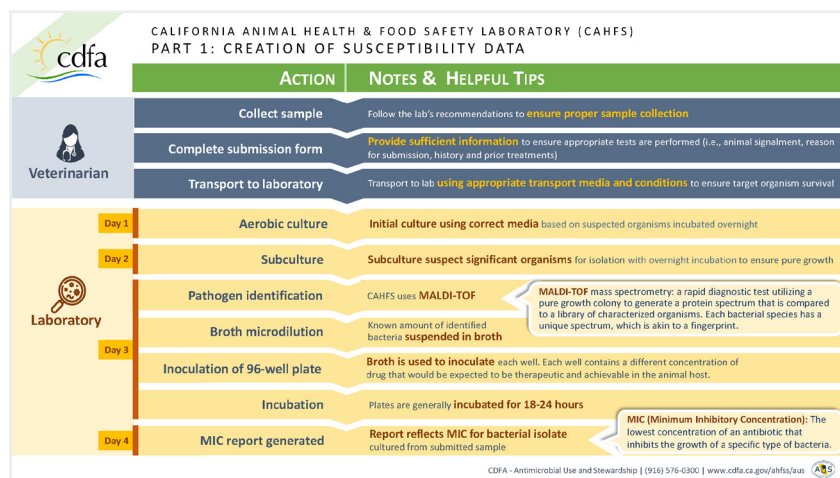 cdfa
CALIFORNIA ANIMAL HEALTH & FOOD SAFETY LABORATORY (CAHFS)
PART 1: CREATION OF SUSCEPTIBILITY DATA
ACTION
NOTES & HELPFUL TIPS
Veterinarian
Collect sample
Follow the lab's recommendations to ensure proper sample collection
Complete submission form
Provide sufficient information to ensure appropriate tests are performed (i.e., animal signalment, reason
for submission, history and prior treatments)
Transport to laboratory
Transport to lab using appropriate transport media and conditions to ensure target organism survival
Laboratory
Day 1
Aerobic culture
Initial culture using correct media based on suspected organisms incubated overnight
Day 2
Subculture
Subculture suspect significant organisms for isolation with overnight incubation to ensure pure growth
Day 3
Pathogen identification
CAHFS uses MALDI-TOF
MALDI-TOF mass spectrometry: a rapid diagnostic test utilizing a
pure growth colony to generate a protein spectrum that is compared
to a library of characterized organisms. Each bacterial species has a
unique spectrum, which is akin to a fingerprint.
Broth microdilution
Known amount of identified
bacteria suspended in broth
Inoculation of 96-well plate
Broth is used to inoculate each well. Each well contains a different concentration of
drug that would be expected to be therapeutic and achievable in the animal host.
Incubation
Plates are generally incubated for 18-24 hours
Day 4
MIC report generated
Report reflects MIC for bacterial isolate
cultured from submitted sample
MIC (Minimum Inhibitory Concentration): The
lowest concentration of an antibiotic that
inhibits the growth of a specific type of bacteria.
CDFA - Antimicrobial Use and Stewardship | (916) 576-0300 | www.cdfa.ca.gov/ahfss/aus
AUS